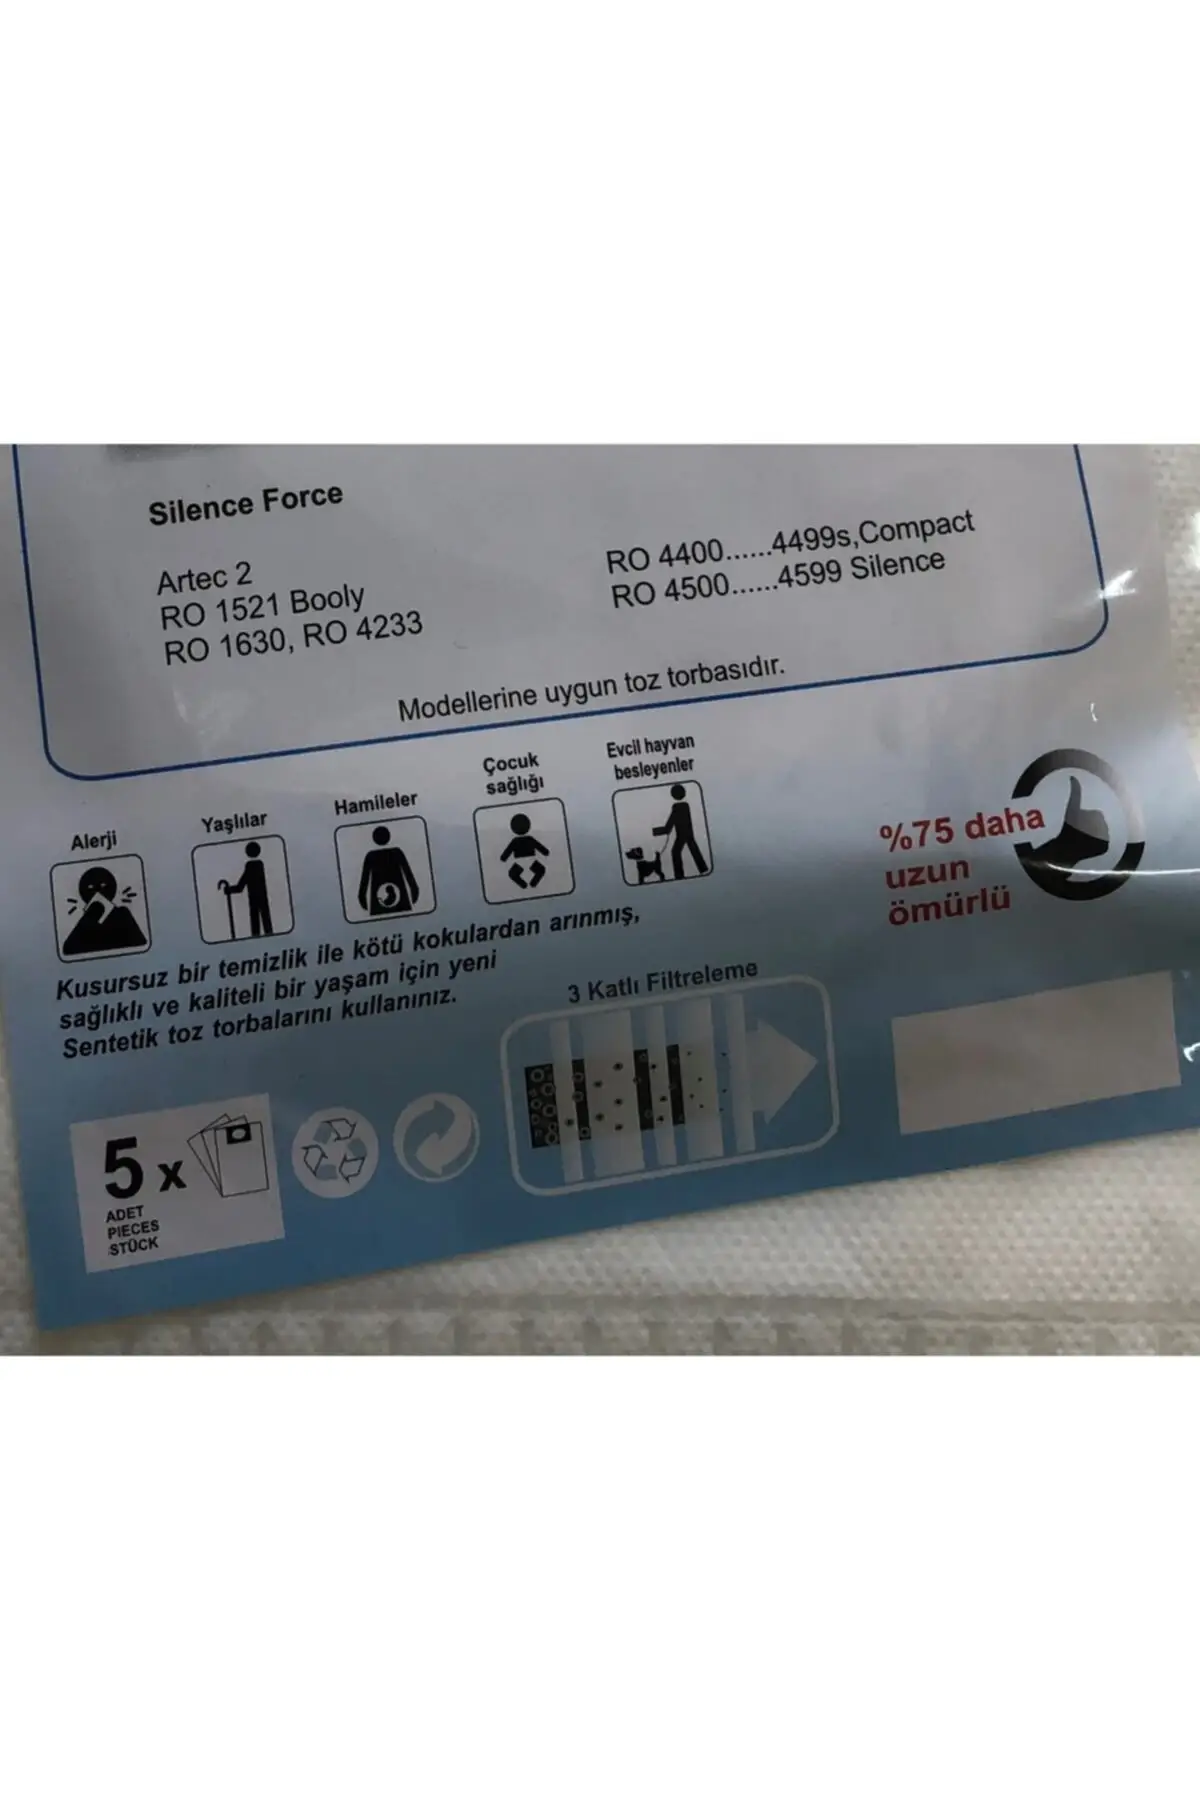 Silence Force
Artec 2
RO 1521 Booly
RO 1630, RO 4233
RO 4400......4499s,Compact
RO 4500......4599 Silence
Modellerine uygun toz torbasıdır.
Alerji
Yaşlılar
Hamileler
Çocuk
sağlığı
Evcil hayvan
besleyenler
%75 daha
uzun
ömürlü
Kusursuz bir temizlik ile kötü kokulardan arınmış,
sağlıklı ve kaliteli bir yaşam için yeni
Sentetik toz torbalarını kullanınız.
3 Katlı Filtreleme
5 x
ADET
PIECES
STÜCK